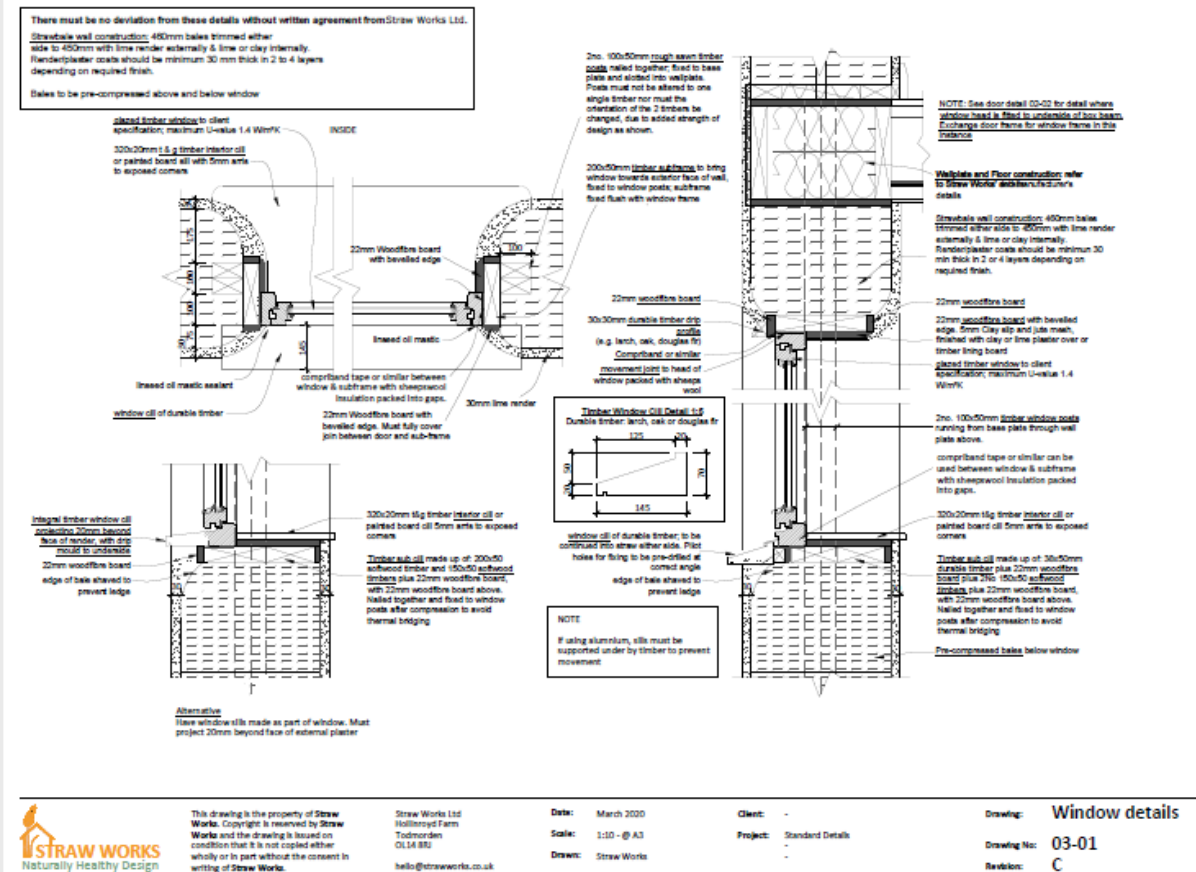 There must be no deviation from these details without written agreement from Straw Works Ltd.
Strawbale wall construction: 460mm bales trimmed either
side to 450mm with lime render externally & lime or clay internally.
Render/plaster coats should be minimum 30 mm thick in 2 to 4 layers
depending on required finish.
Bales to be pre-compressed above and below window
glazed timber window to client
specification; maximum U-value 1.4 W/m²K
INSIDE
320x20mm t & g timber interior cill
or painted board sill with 5mm arris
to exposed corners
22mm Woodfibre board
with bevelled edge
100
175
100
100
75
145
linseed oil mastic
linseed oil mastic sealant
compriband tape or similar between
window & subframe with sheepswool
insulation packed into gaps.
30mm lime render
window cill of durable timber
22mm Woodfibre board with
bevelled edge. Must fully cover
join between door and sub-frame
2no. 100x50mm rough sawn timber
posts nailed together; fixed to base
plate and slotted into wallplate.
Posts must not be altered to one
single timber nor must the
orientation of the 2 timbers be
changed, due to added strength of
design as shown.
200x50mm timber subframe to bring
window towards exterior face of wall,
fixed to window posts; subframe
fixed flush with window frame
22mm woodfibre board
30x30mm durable timber drip
profile
(e.g. larch, oak, douglas fir)
Compriband or similar
movement joint to head of
window packed with sheeps
wool
NOTE: See door detail 02-02 for detail where
window head is fitted to underside of box beam.
Exchange door frame for window frame in this
instance
Wallplate and Floor construction: refer
to Straw Works'
details
Strawbale wall construction: 460mm bales
trimmed either side to 450mm with lime render
externally & lime or clay internally.
Render/plaster coats should be minimun 30
mm thick in 2 or 4 layers depending on
required finish.
22mm woodfibre board
22mm woodfibre board with bevelled
edge. 5mm Clay slip and jute mesh,
finished with clay or lime plaster over or
timber lining board
glazed timber window to client
specification; maximum U-value 1.4
W/m²K
Timber Window Cill Detail 1:5
Durable timber: larch, oak or douglas fir
125
20
50
20
70
145
2no. 100x50mm timber window posts
running from base plate through wall
plate above.
compriband tape or similar can be
used between window & subframe
with sheepswool insulation packed
into gaps.
integral timber window cill
projecting 20mm beyond
face of render, with drip
mould to underside
22mm woodfibre board
edge of bale shaved to
prevent ledge
30
320x20mm t&g timber interior cill or
painted board cill 5mm arris to exposed
corners
Timber sub cill made up of: 200x50
softwood timber and 150x50 softwood
timbers plus 22mm woodfibre board,
with 22mm woodfibre board above.
Nailed together and fixed to window
posts after compression to avoid
thermal bridging
window cill of durable timber; to be
continued into straw either side. Pilot
holes for fixing to be pre-drilled at
correct angle
edge of bale shaved to
prevent ledge
30
320x20mm t&g timber interior cill or
painted board cill 5mm arris to exposed
corners
Timber sub cill made up of: 38x50mm
durable timber plus 22mm woodfibre
board plus 2No 150x50 softwood
timbers plus 22mm woodfibre board,
with 22mm woodfibre board above.
Nailed together and fixed to window
posts after compression to avoid
thermal bridging
NOTE
If using alumnium, sills must be
supported under by timber to prevent
movement
Pre-compressed bales below window
Alternative
Have window sills made as part of window. Must
project 20mm beyond face of external plaster
STRAW WORKS
Naturally Healthy Design
This drawing is the property of Straw
Works. Copyright is reserved by Straw
Works and the drawing is issued on
condition that it is not copied either
wholly or in part without the consent in
writing of Straw Works.
Straw Works Ltd
Hollinroyd Farm
Todmorden
OL14 8RJ
hello@strawworks.co.uk
Date: March 2020
Scale: 1:10 - @ A3
Drawn: Straw Works
Client: -
Project: Standard Details
-
-
Drawing: Window details
Drawing No: 03-01
Revision: C